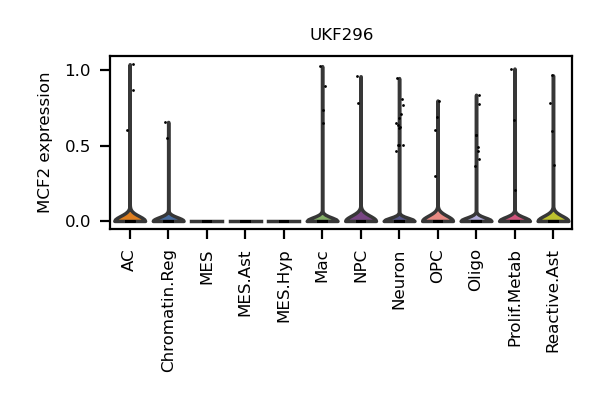 UKF296
MCF2 expression
1.0
0.5
0.0
AC
Chromatin.Reg
MES
MES.Ast
MES.Hyp
Mac
NPC
Neuron
OPC
Oligo
Prolif.Metab
Reactive.Ast